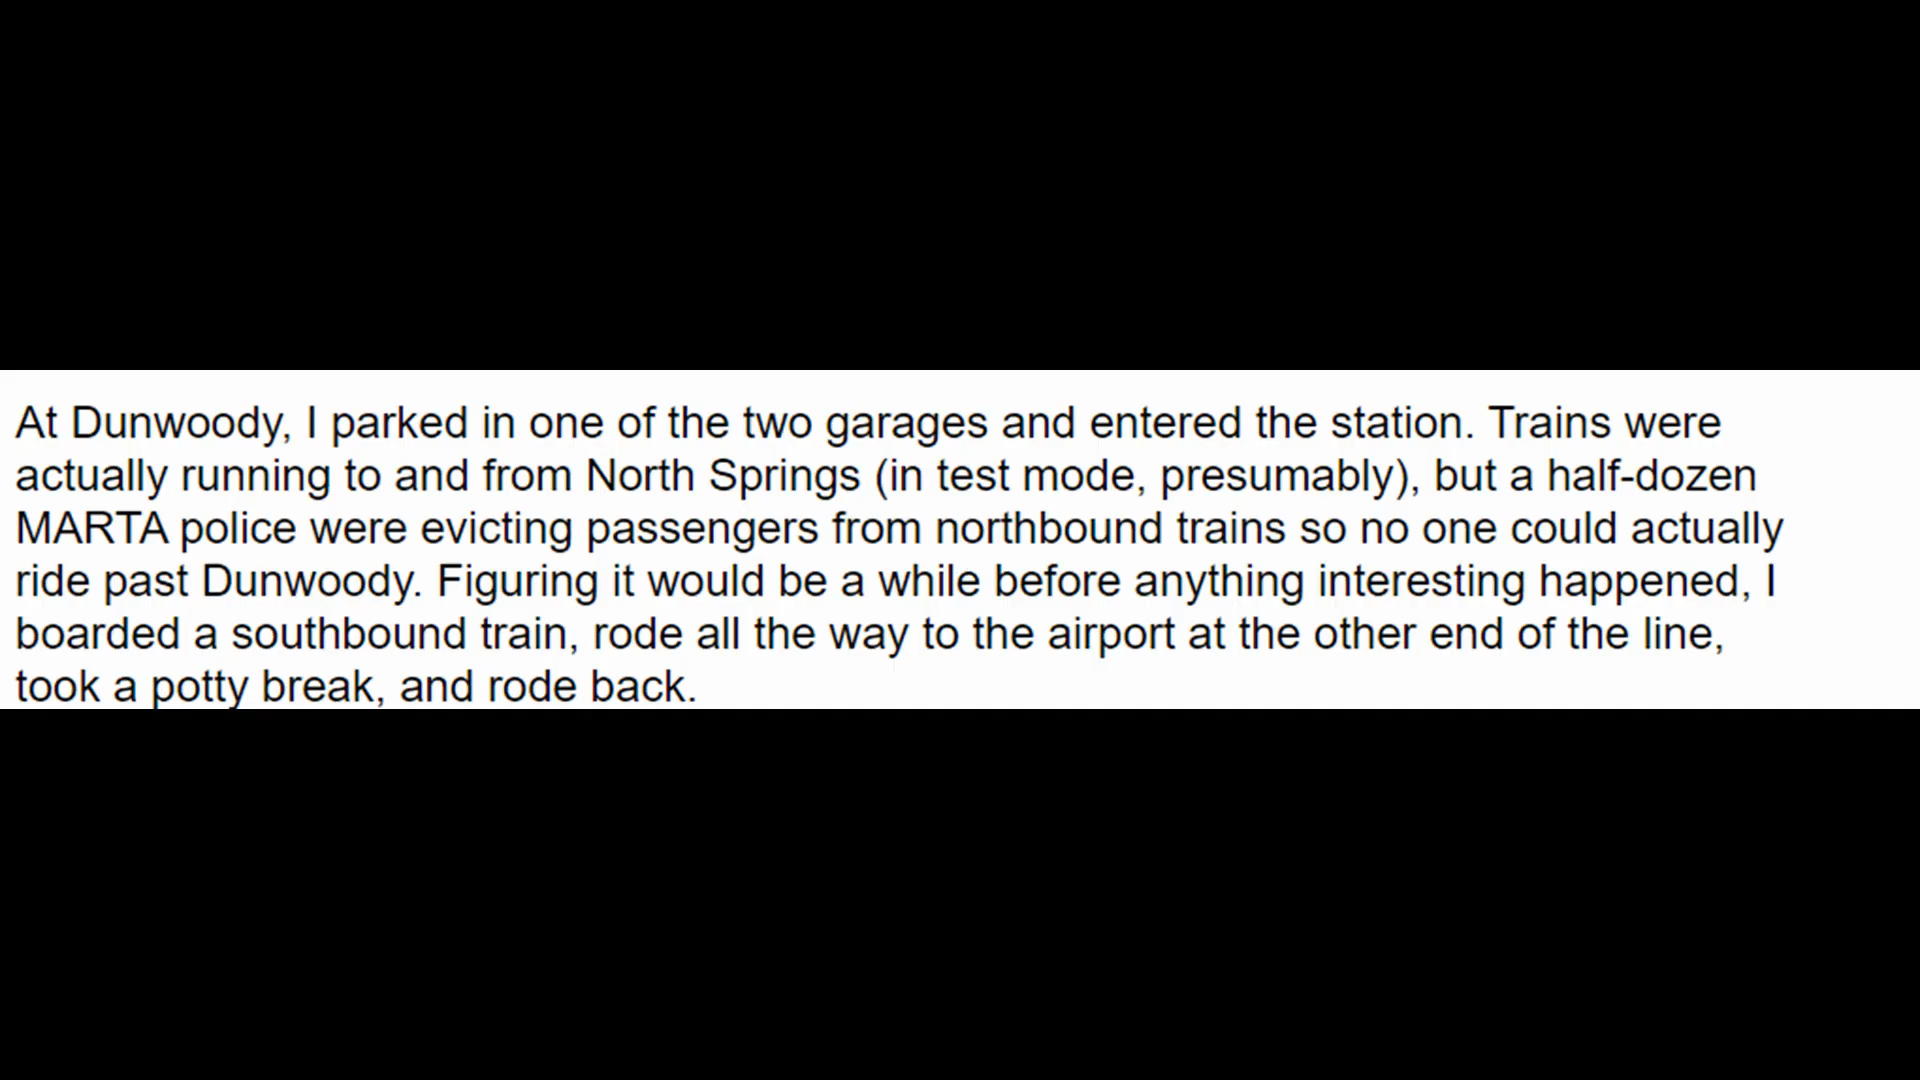 At Dunwoody, I parked in one of the two garages and entered the station. Trains were
actually running to and from North Springs (in test mode, presumably), but a half-dozen
MARTA police were evicting passengers from northbound trains so no one could actually
ride past Dunwoody. Figuring it would be a while before anything interesting happened, I
boarded a southbound train, rode all the way to the airport at the other end of the line,
took a potty break, and rode back.